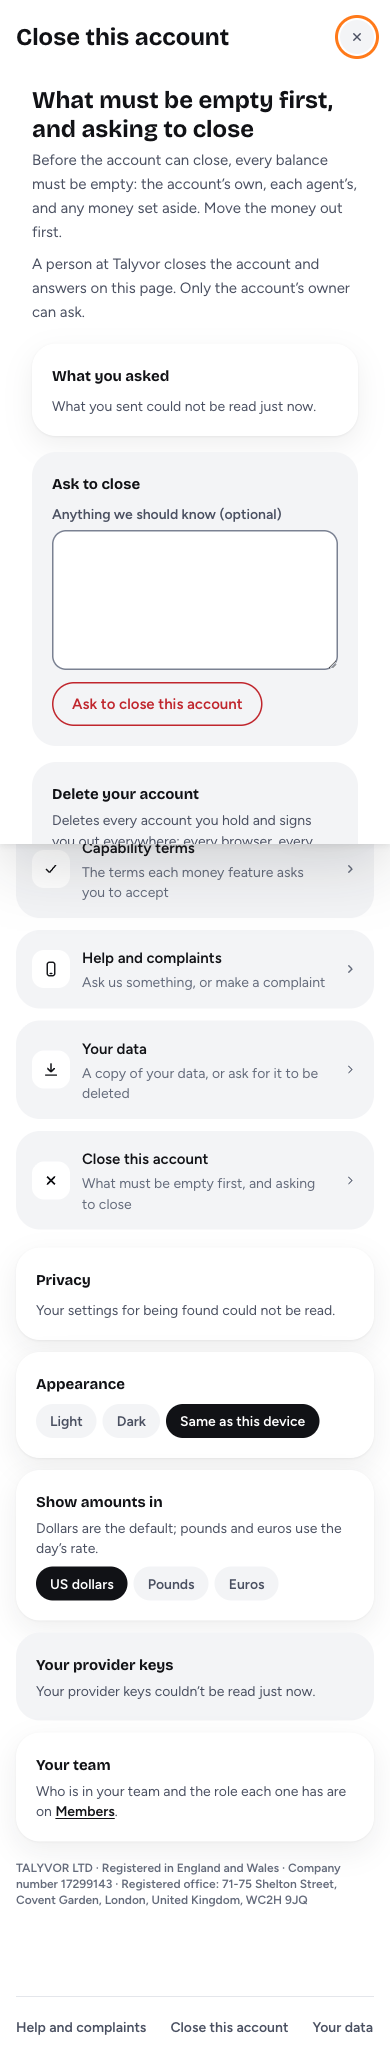 Close this account
What must be empty first,
and asking to close
Before the account can close, every balance
must be empty: the account’s own, each agent’s,
and any money set aside. Move the money out
first.
A person at Talyvor closes the account and
answers on this page. Only the account’s owner
can ask.
What you asked
What you sent could not be read just now.
Ask to close
Anything we should know (optional)
Ask to close this account
Delete your account
Deletes every account you hold and signs
you out everywhere: every browser, every
Capability terms
The terms each money feature asks
you to accept
Help and complaints
Ask us something, or make a complaint
Your data
A copy of your data, or ask for it to be
deleted
Close this account
What must be empty first, and asking
to close
Privacy
Your settings for being found could not be read.
Appearance
Light Dark Same as this device
Show amounts in
Dollars are the default; pounds and euros use the
day’s rate.
US dollars Pounds Euros
Your provider keys
Your provider keys couldn’t be read just now.
Your team
Who is in your team and the role each one has are
on Members.
TALYVOR LTD · Registered in England and Wales · Company
number 17299143 · Registered office: 71-75 Shelton Street,
Covent Garden, London, United Kingdom, WC2H 9JQ
Help and complaints Close this account Your data